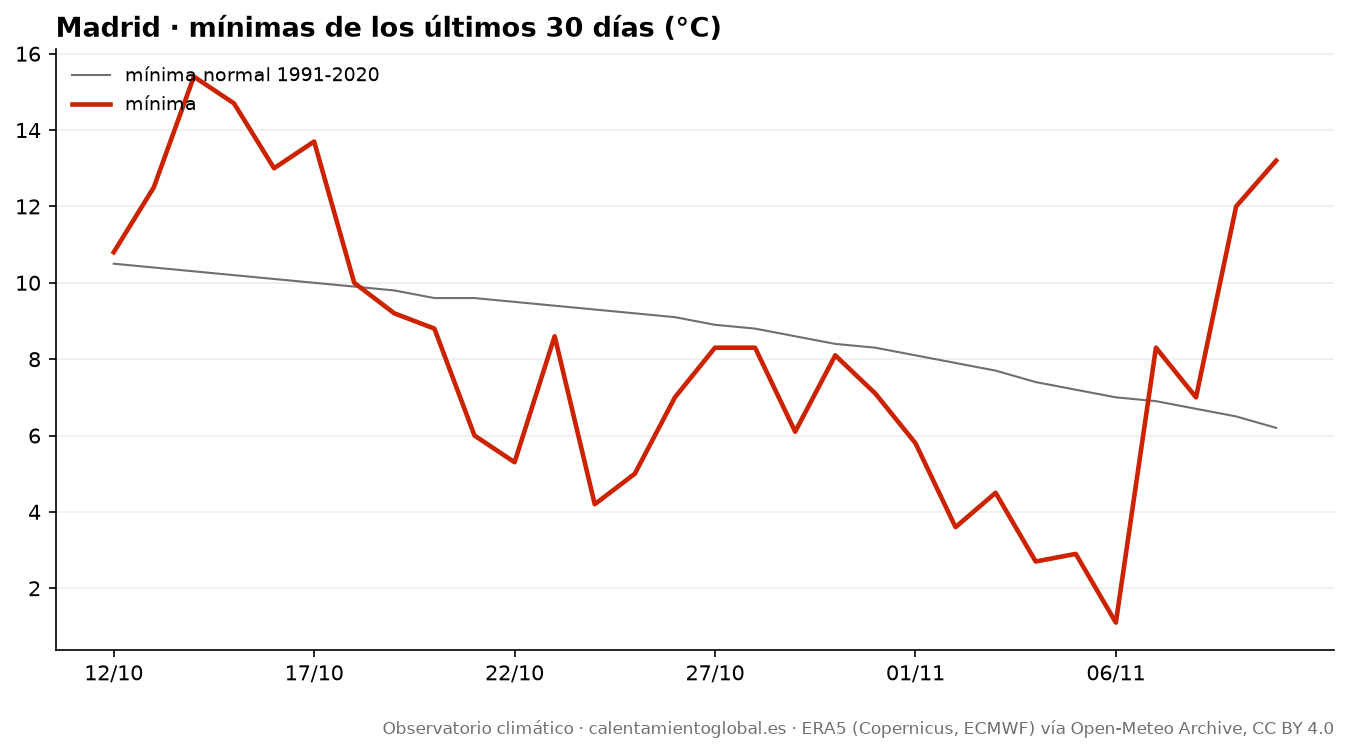 Madrid · mínimas de los últimos 30 días (°C)
16
mínima normal 1991-2020
mínima
14
12
10
8
6
4
2
12/10 17/10 22/10 27/10 01/11 06/11
Observatorio climático · calentamientoglobal.es · ERA5 (Copernicus, ECMWF) vía Open-Meteo Archive, CC BY 4.0